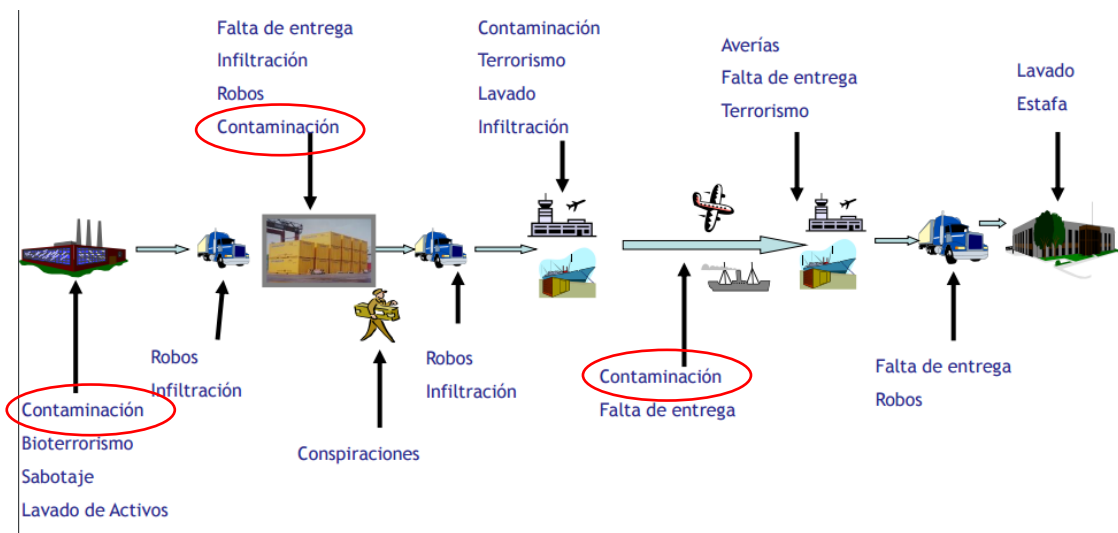 Falta de entrega
Infiltración
Robos
Contaminación
Contaminación
Terrorismo
Lavado
Infiltración
Averías
Falta de entrega
Terrorismo
Lavado
Estafa
Contaminación
Bioterrorismo
Sabotaje
Lavado de Activos
Robos
Infiltración
Conspiraciones
Robos
Infiltración
Contaminación
Falta de entrega
Falta de entrega
Robos